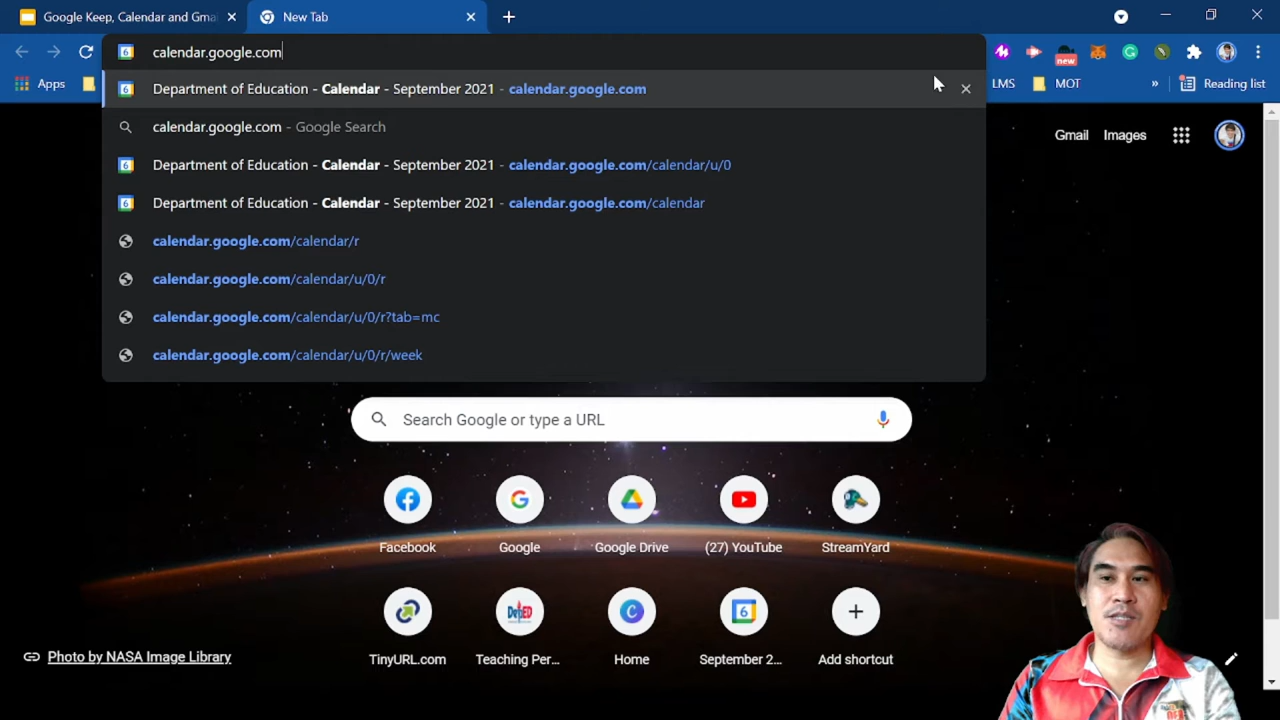 Google Keep, Calendar and Gmai
New Tab
calendar.google.com
new
Apps
LMS
MOT
»
Reading list
Department of Education - Calendar - September 2021 - calendar.google.com
calendar.google.com - Google Search
Department of Education - Calendar - September 2021 - calendar.google.com/calendar/u/0
Department of Education - Calendar - September 2021 - calendar.google.com/calendar
calendar.google.com/calendar/r
calendar.google.com/calendar/u/0/r
calendar.google.com/calendar/u/0/r?tab=mc
calendar.google.com/calendar/u/0/r/week
Gmail Images
Search Google or type a URL
Facebook
Google
Google Drive
(27) YouTube
StreamYard
TinyURL.com
Teaching Per...
Home
September 2...
Add shortcut
Photo by NASA Image Library